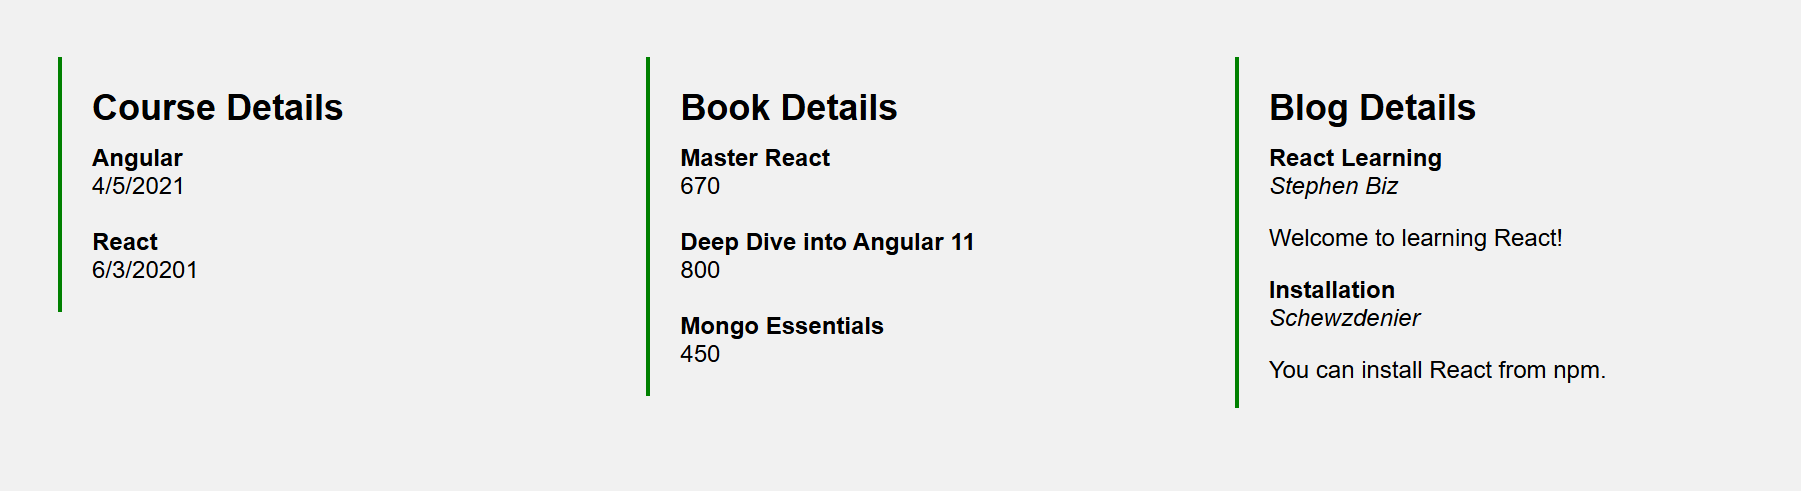 Course Details
Angular
4/5/2021
React
6/3/20201
Book Details
Master React
670
Deep Dive into Angular 11
800
Mongo Essentials
450
Blog Details
React Learning
Stephen Biz
Welcome to learning React!
Installation
Schewzdenier
You can install React from npm.